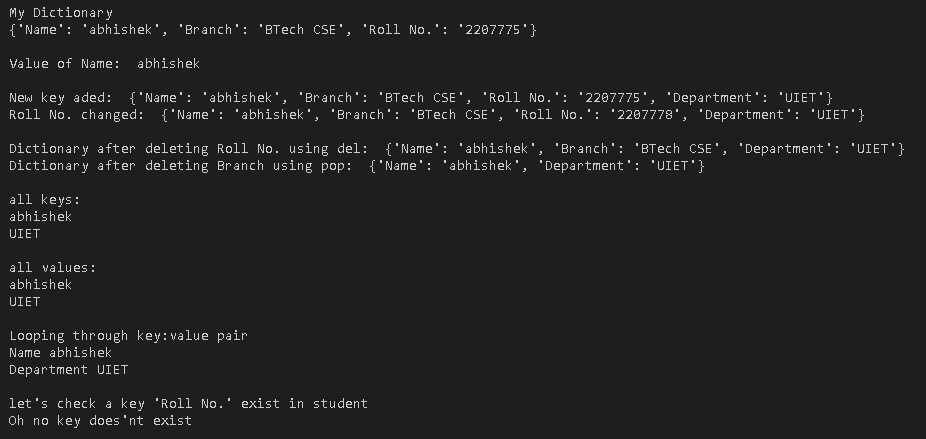 My Dictionary
{'Name': 'abhishek', 'Branch': 'BTech CSE', 'Roll No.': '2207775'}
Value of Name:  abhishek
New key aded:  {'Name': 'abhishek', 'Branch': 'BTech CSE', 'Roll No.': '2207775', 'Department': 'UIET'}
Roll No. changed:  {'Name': 'abhishek', 'Branch': 'BTech CSE', 'Roll No.': '2207778', 'Department': 'UIET'}
Dictionary after deleting Roll No. using del:  {'Name': 'abhishek', 'Branch': 'BTech CSE', 'Department': 'UIET'}
Dictionary after deleting Branch using pop:  {'Name': 'abhishek', 'Department': 'UIET'}
all keys:
abhishek
UIET
all values:
abhishek
UIET
Looping through key:value pair
Name abhishek
Department UIET
let's check a key 'Roll No.' exist in student
Oh no key does'nt exist